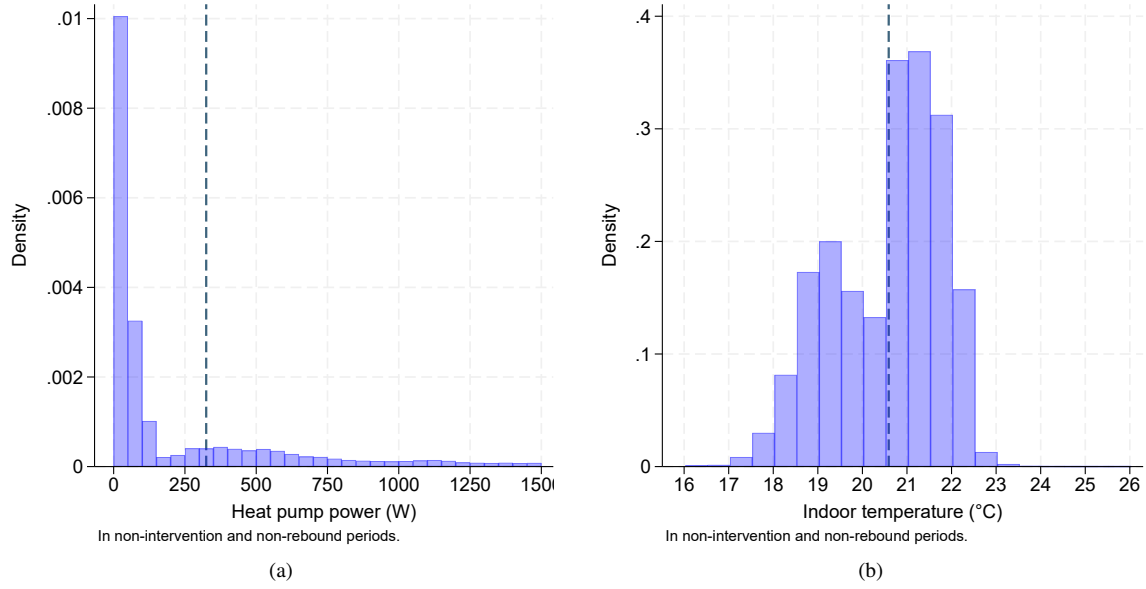 .01
.008
.006
.004
.002
0
Density
0 250 500 750 1000 1250 1500
Heat pump power (W)
In non-intervention and non-rebound periods.
(a)
.4
.3
.2
.1
0
Density
16 17 18 19 20 21 22 23 24 25 26
Indoor temperature (°C)
In non-intervention and non-rebound periods.
(b)